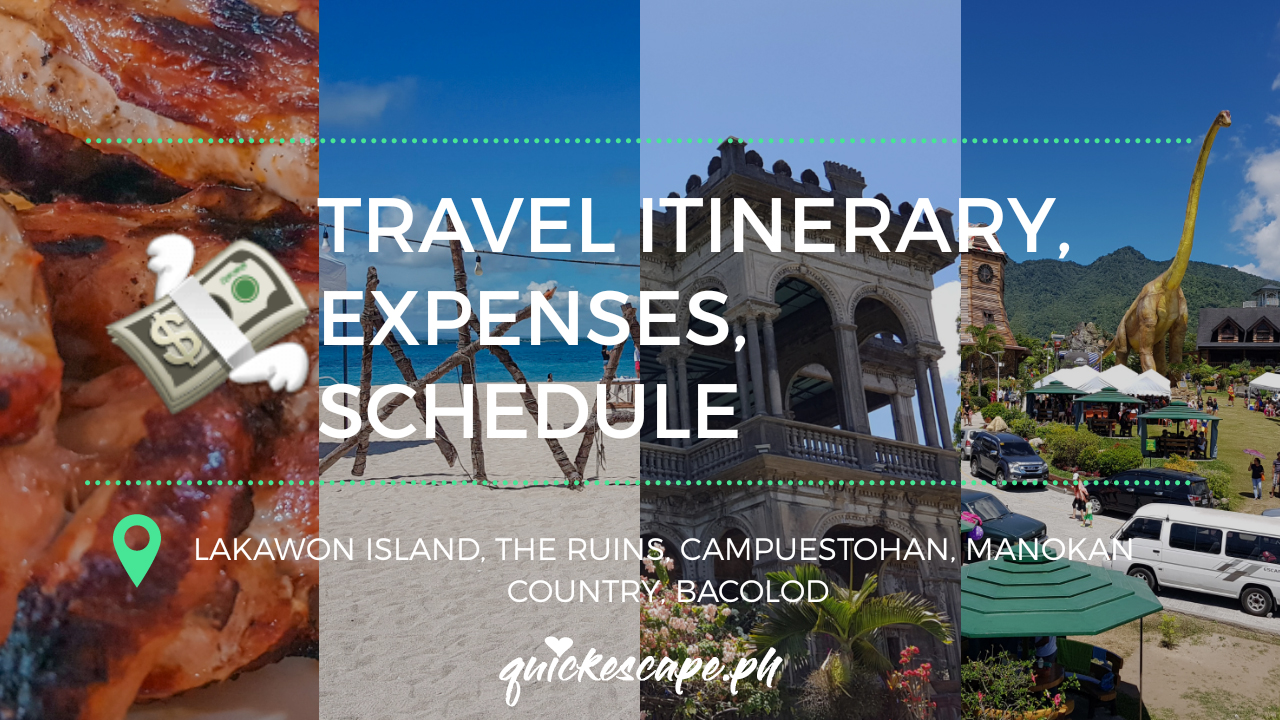 TRAVEL ITINERARY,
EXPENSES,
SCHEDULE
LAKAWON ISLAND, THE RUINS, CAMPUESTOHAN, MANOKAN
COUNTRY, BACOLOD
quickescape.ph